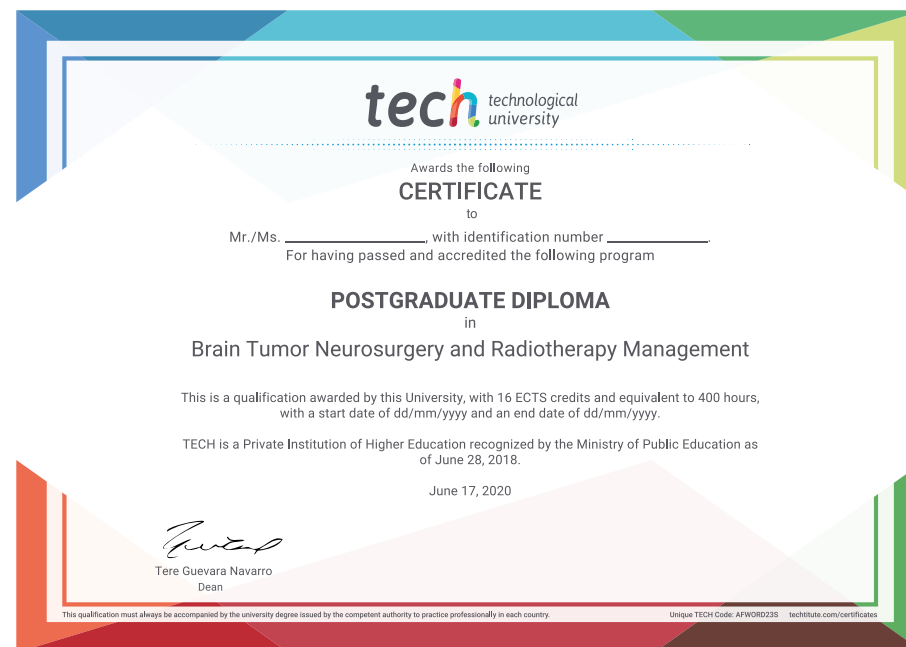 tech technological
university
Awards the following
CERTIFICATE
to
Mr./Ms. ____________________, with identification number ______________.
For having passed and accredited the following program
POSTGRADUATE DIPLOMA
in
Brain Tumor Neurosurgery and Radiotherapy Management
This is a qualification awarded by this University, with 16 ECTS credits and equivalent to 400 hours,
with a start date of dd/mm/yyyy and an end date of dd/mm/yyyy.
TECH is a Private Institution of Higher Education recognized by the Ministry of Public Education as
of June 28, 2018.
June 17, 2020
Tere Guevara Navarro
Dean
This qualification must always be accompanied by the university degree issued by the competent authority to practice professionally in each country. Unique TECH Code: AFWORD23S techtitute.com/certificates